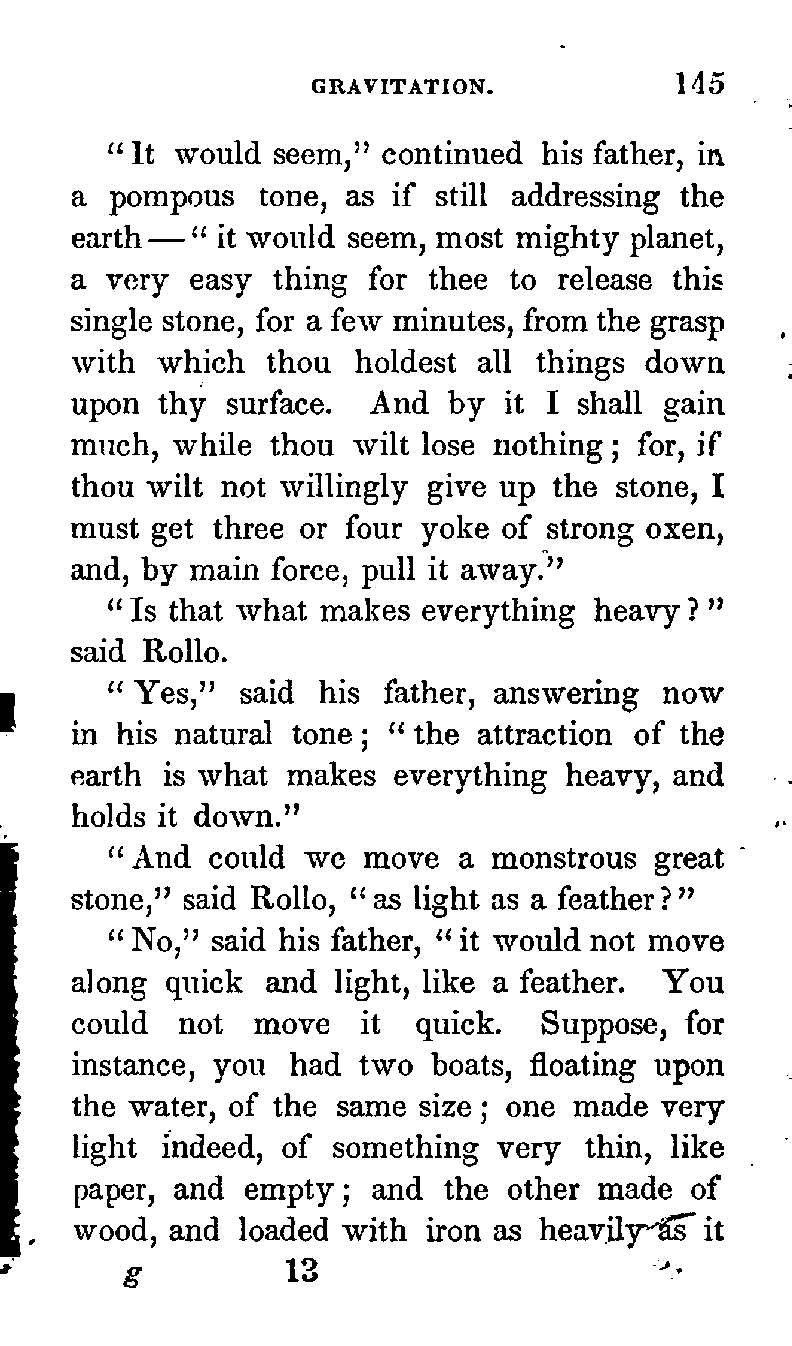 GRAVITATION. 145
"It would seem," continued his father, in
a pompous tone, as if still addressing the
earth — "it would seem, most mighty planet,
a very easy thing for thee to release this
single stone, for a few minutes, from the grasp
with which thou holdest all things down
upon thy surface. And by it I shall gain
much, while thou wilt lose nothing; for, if
thou wilt not willingly give up the stone, I
must get three or four yoke of strong oxen,
and, by main force, pull it away."
"Is that what makes everything heavy?"
said Rollo.
"Yes," said his father, answering now
in his natural tone; "the attraction of the
earth is what makes everything heavy, and
holds it down."
"And could we move a monstrous great
stone," said Rollo, "as light as a feather?"
"No," said his father, "it would not move
along quick and light, like a feather. You
could not move it quick. Suppose, for
instance, you had two boats, floating upon
the water, of the same size; one made very
light indeed, of something very thin, like
paper, and empty; and the other made of
wood, and loaded with iron as heavily as it
g 13